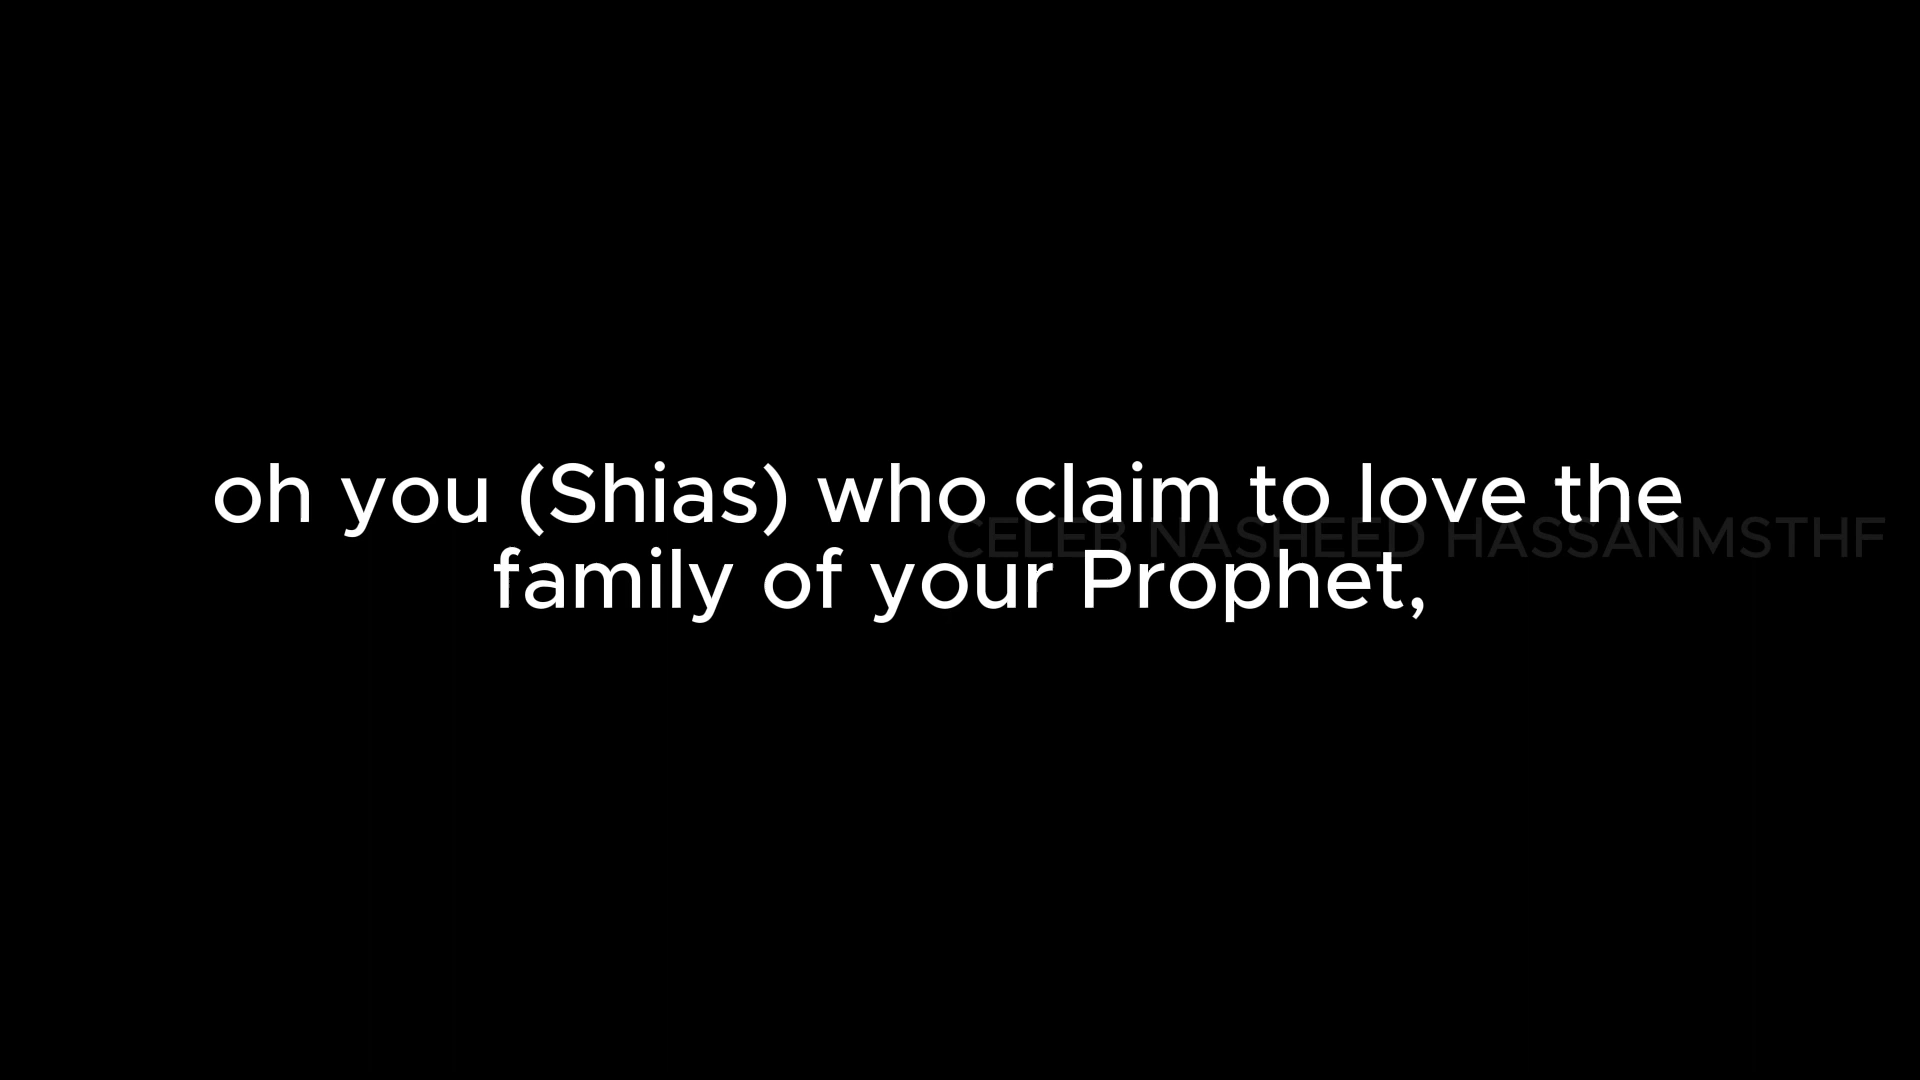 oh you (Shias) who claim to love the
CELEB NASHEED HASSANMSTHF
family of your Prophet,